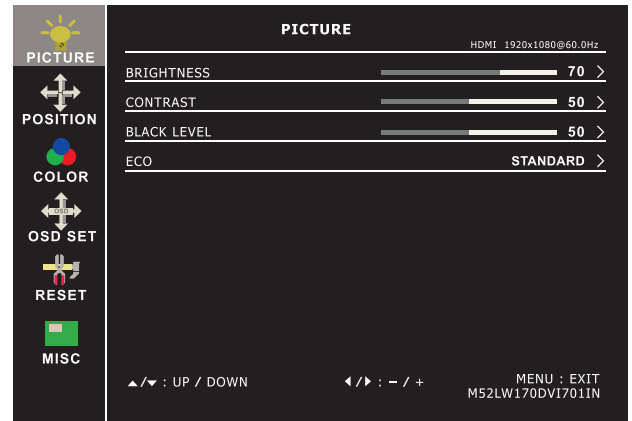 PICTURE
HDMI 1920x1080@60.0Hz
PICTURE
BRIGHTNESS 70 >
CONTRAST 50 >
POSITION
BLACK LEVEL 50 >
ECO STANDARD >
COLOR
OSD
OSD SET
RESET
MISC
▲/▼ : UP / DOWN ◀/▶ : – / + MENU : EXIT
M52LW170DVI701IN